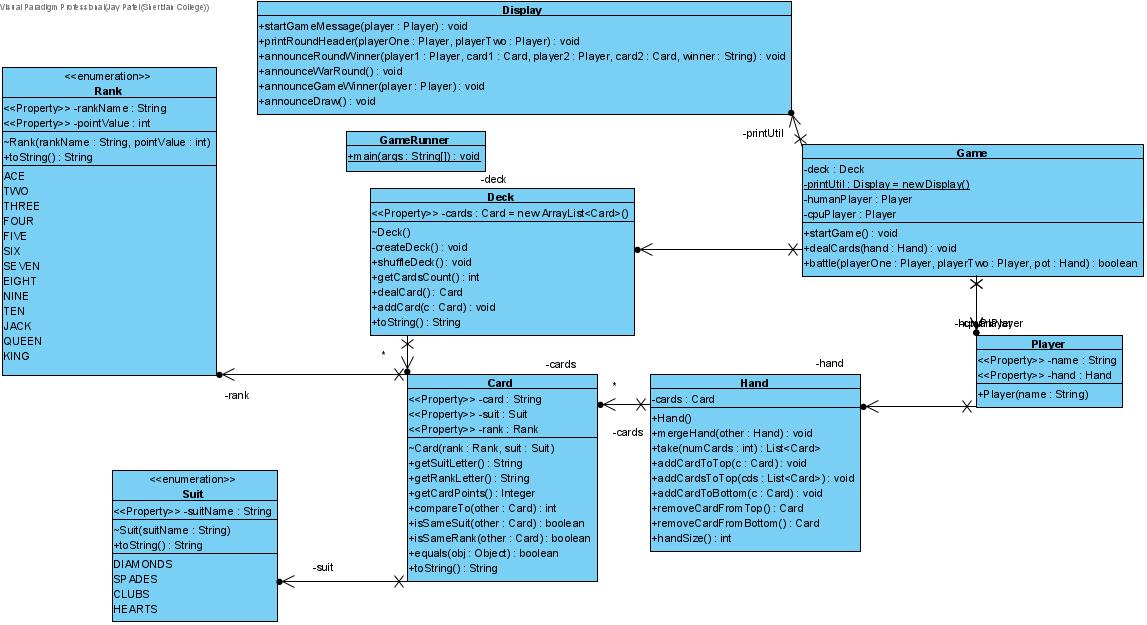 Visual Paradigm Professional(Jay Patel(Sheridan College))
Display
+startGameMessage(player : Player) : void
+printRoundHeader(playerOne : Player, playerTwo : Player) : void
+announceRoundWinner(player1 : Player, card1 : Card, player2 : Player, card2 : Card, winner : String) : void
+announceWarRound() : void
+announceGameWinner(player : Player) : void
+announceDraw() : void
<<enumeration>>
Rank
<<Property>> -rankName : String
<<Property>> -pointValue : int
~Rank(rankName : String, pointValue : int)
+toString() : String
ACE
TWO
THREE
FOUR
FIVE
SIX
SEVEN
EIGHT
NINE
TEN
JACK
QUEEN
KING
GameRunner
+main(args : String[]) : void
-printUtil
Game
-deck : Deck
-printUtil : Display = new Display()
-humanPlayer : Player
-cpuPlayer : Player
+startGame() : void
+dealCards(hand : Hand) : void
+battle(playerOne : Player, playerTwo : Player, pot : Hand) : boolean
-deck
Deck
<<Property>> -cards : Card = new ArrayList<Card>()
~Deck()
-createDeck() : void
+shuffleDeck() : void
+getCardsCount() : int
+dealCard() : Card
+addCard(c : Card) : void
+toString() : String
Player
<<Property>> -name : String
<<Property>> -hand : Hand
+Player(name : String)
*
-cards
-hand
-rank
Card
<<Property>> -card : String
<<Property>> -suit : Suit
<<Property>> -rank : Rank
~Card(rank : Rank, suit : Suit)
+getSuitLetter() : String
+getRankLetter() : String
+getCardPoints() : Integer
+compareTo(other : Card) : int
+isSameSuit(other : Card) : boolean
+isSameRank(other : Card) : boolean
+equals(obj : Object) : boolean
+toString() : String
*
-cards
Hand
-cards : Card
+Hand()
+mergeHand(other : Hand) : void
+take(numCards : int) : List<Card>
+addCardToTop(c : Card) : void
+addCardsToTop(cds : List<Card>) : void
+addCardToBottom(c : Card) : void
+removeCardFromTop() : Card
+removeCardFromBottom() : Card
+handSize() : int
<<enumeration>>
Suit
<<Property>> -suitName : String
~Suit(suitName : String)
+toString() : String
DIAMONDS
SPADES
CLUBS
HEARTS
-suit